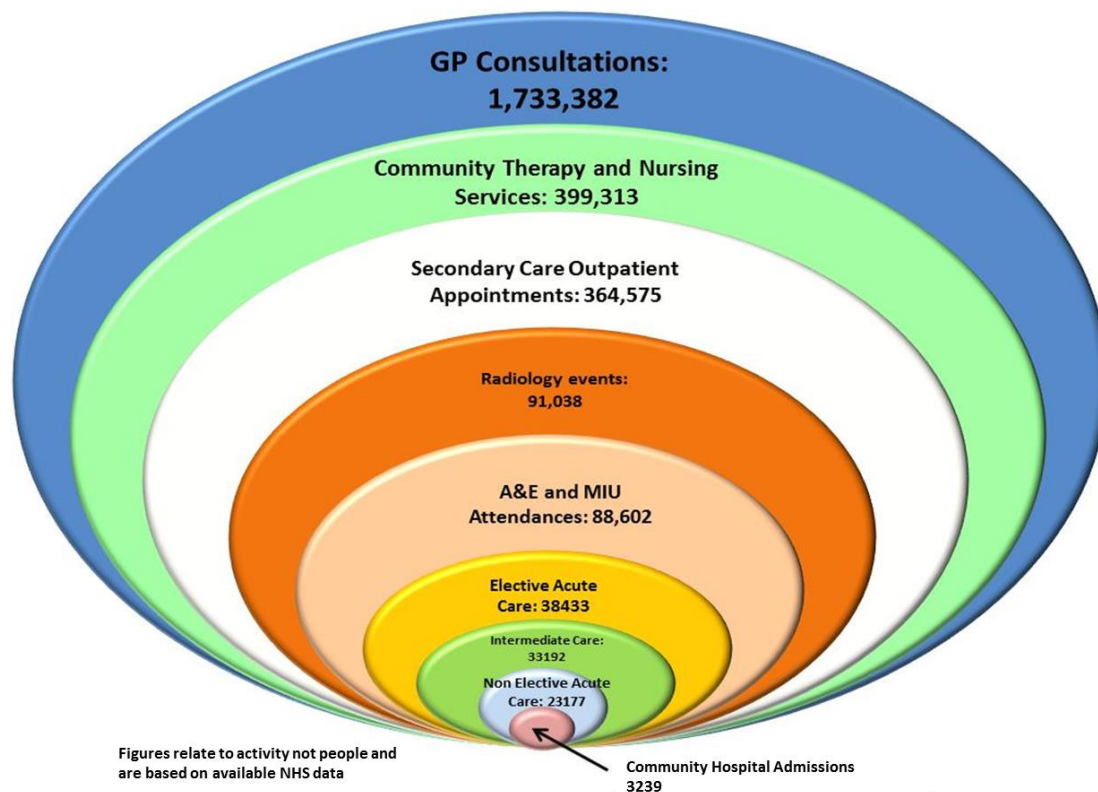 GP Consultations:
1,733,382
Community Therapy and Nursing
Services: 399,313
Secondary Care Outpatient
Appointments: 364,575
Radiology events:
91,038
A&E and MIU
Attendances: 88,602
Elective Acute
Care: 38433
Intermediate Care:
33192
Non Elective Acute
Care: 23177
Figures relate to activity not people and
are based on available NHS data
Community Hospital Admissions
3239